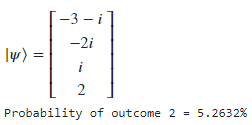 |ψ⟩ =
-3 - i
-2i
i
2
Probability of outcome 2 = 5.2632%